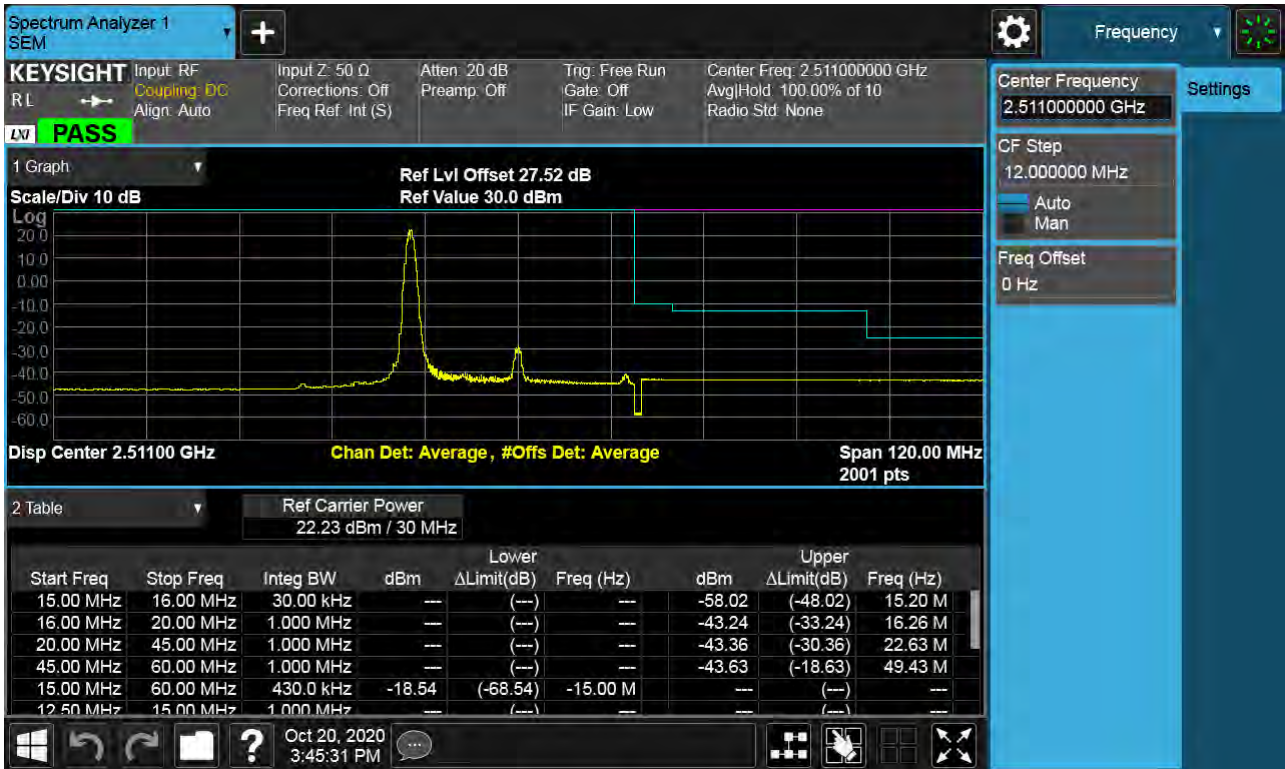 Spectrum Analyzer 1
SEM
+
Frequency
KEYSIGHT
R L
LXI
PASS
Input: RF
Coupling: DC
Align: Auto
Input Z: 50 Ω
Corrections: Off
Freq Ref: Int (S)
Atten: 20 dB
Preamp: Off
Trig: Free Run
Gate: Off
IF Gain: Low
Center Freq: 2.511000000 GHz
Avg|Hold: 100.00% of 10
Radio Std: None
Center Frequency
2.511000000 GHz
Settings
CF Step
12.000000 MHz
Auto
Man
Freq Offset
0 Hz
1 Graph
Scale/Div 10 dB
Ref Lvl Offset 27.52 dB
Ref Value 30.0 dBm
Log
20.0
10.0
0.00
-10.0
-20.0
-30.0
-40.0
-50.0
-60.0
Disp Center 2.51100 GHz
Chan Det: Average, #Offs Det: Average
Span 120.00 MHz
2001 pts
2 Table
Ref Carrier Power
22.23 dBm / 30 MHz
Lower Upper
Start Freq Stop Freq Integ BW dBm ΔLimit(dB) Freq (Hz) dBm ΔLimit(dB) Freq (Hz)
15.00 MHz 16.00 MHz 30.00 kHz --- (---) --- -58.02 (-48.02) 15.20 M
16.00 MHz 20.00 MHz 1.000 MHz --- (---) --- -43.24 (-33.24) 16.26 M
20.00 MHz 45.00 MHz 1.000 MHz --- (---) --- -43.36 (-30.36) 22.63 M
45.00 MHz 60.00 MHz 1.000 MHz --- (---) --- -43.63 (-18.63) 49.43 M
15.00 MHz 60.00 MHz 430.0 kHz -18.54 (-68.54) -15.00 M --- (---) ---
12.50 MHz 15.00 MHz 1.000 MHz --- (---) --- --- (---) ---
?
Oct 20, 2020
3:45:31 PM